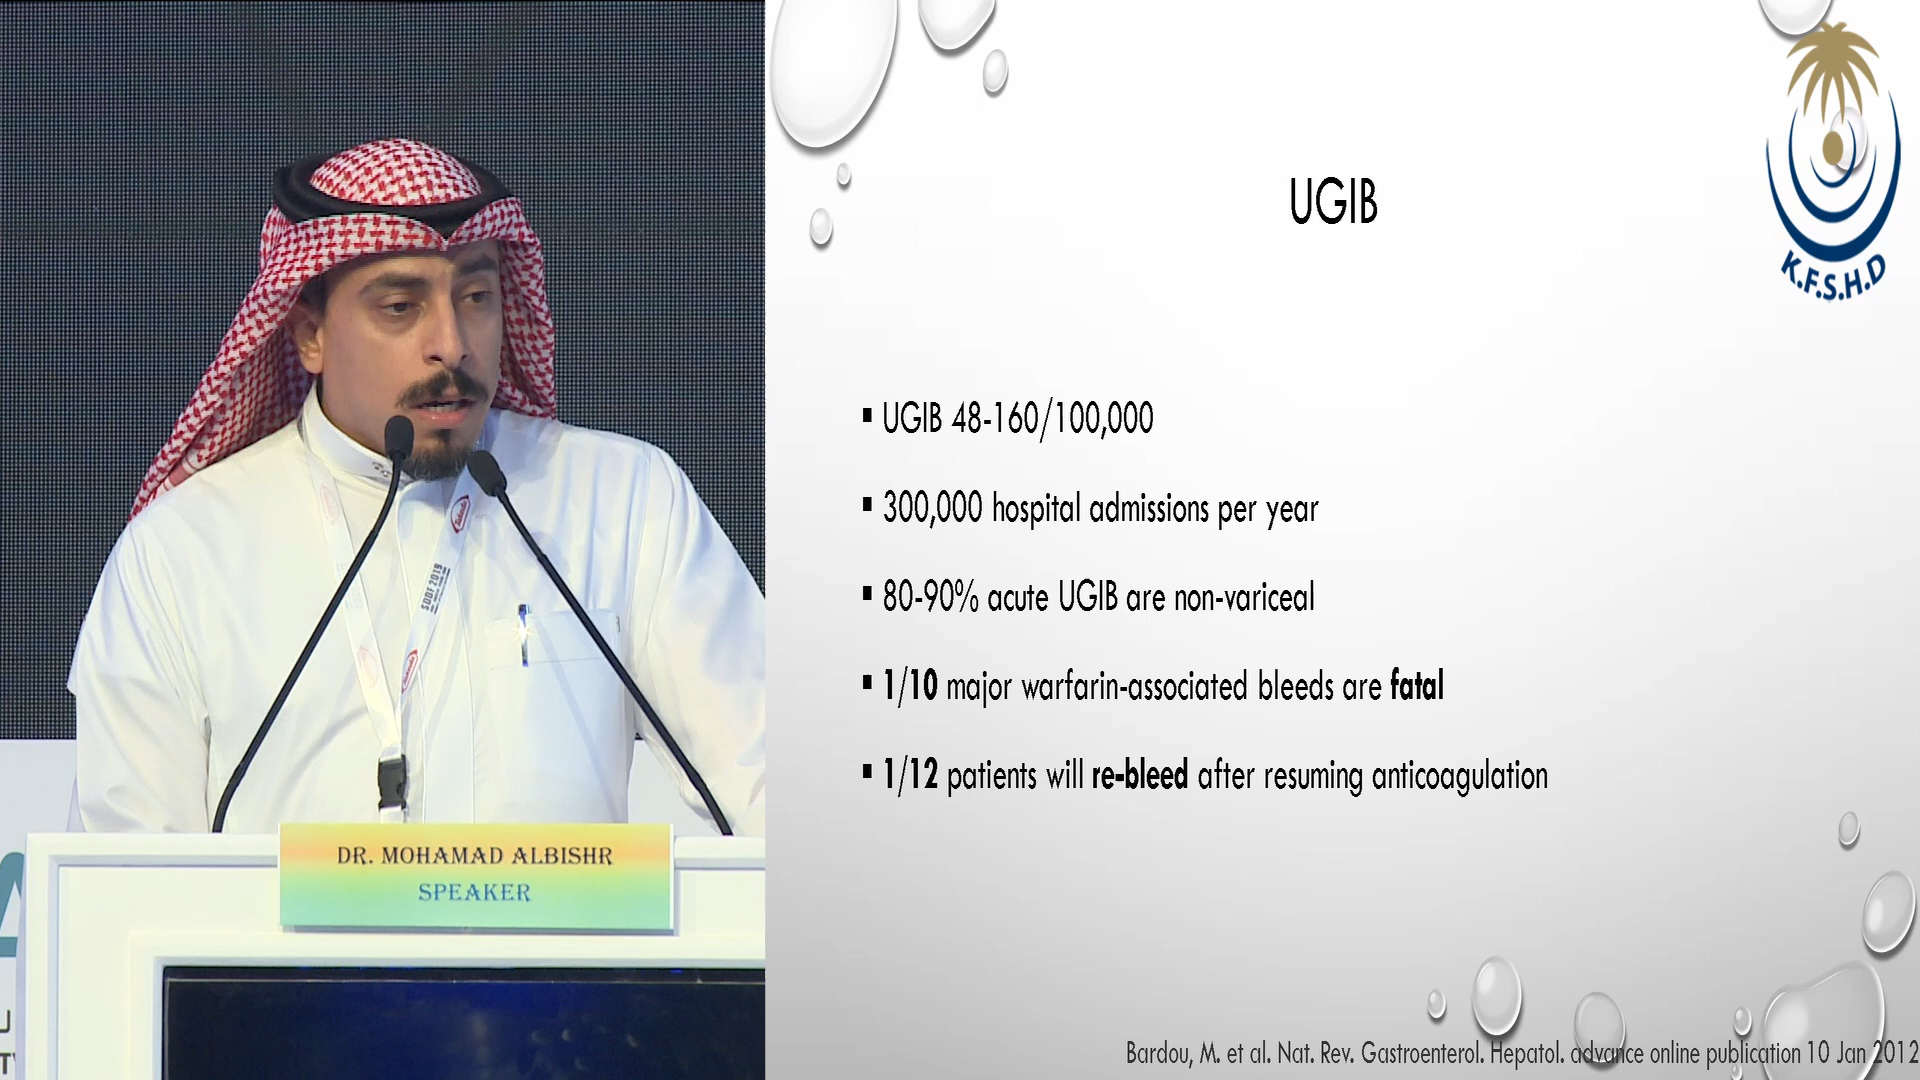 DR. MOHAMAD ALBISHR
SPEAKER
SDDF 2019
UGIB
K.F.S.H.D
▪ UGIB 48-160/100,000
▪ 300,000 hospital admissions per year
▪ 80-90% acute UGIB are non-variceal
▪ 1/10 major warfarin-associated bleeds are fatal
▪ 1/12 patients will re-bleed after resuming anticoagulation
Bardou, M. et al. Nat. Rev. Gastroenterol. Hepatol. advance online publication 10 Jan 2012